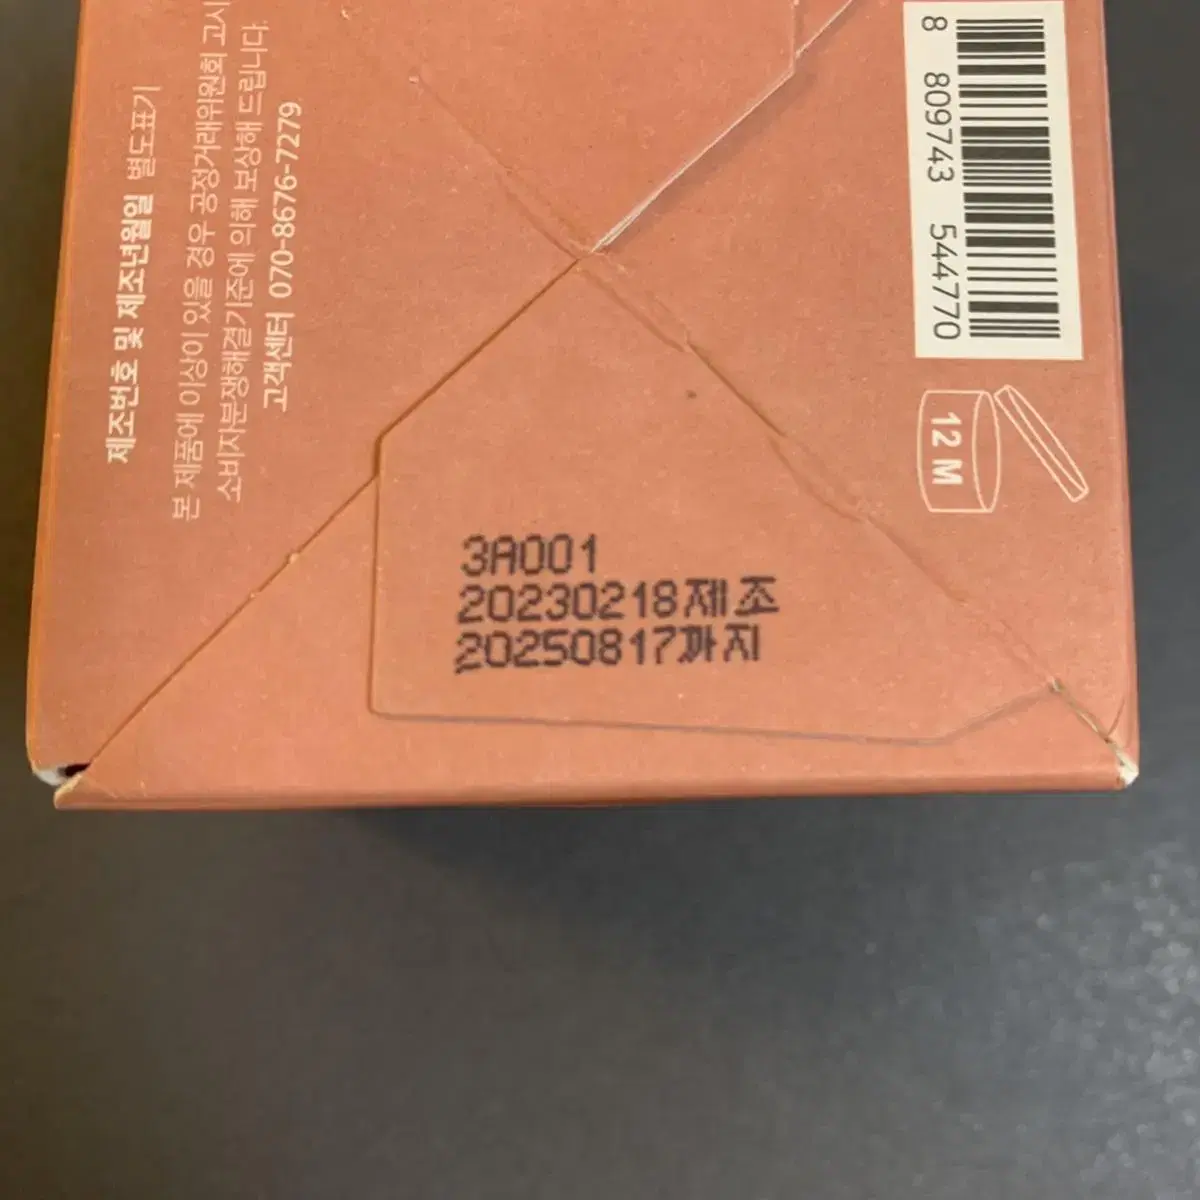 제조번호 및 제조년월일 별도표기
본 제품에 이상이 있을 경우 공정거래위원회 고시
소비자분쟁해결기준에 의해 보상해 드립니다.
고객센터 070-8676-7279
8 809743 544770
12 M
3A001
20230218제조
20250817까지